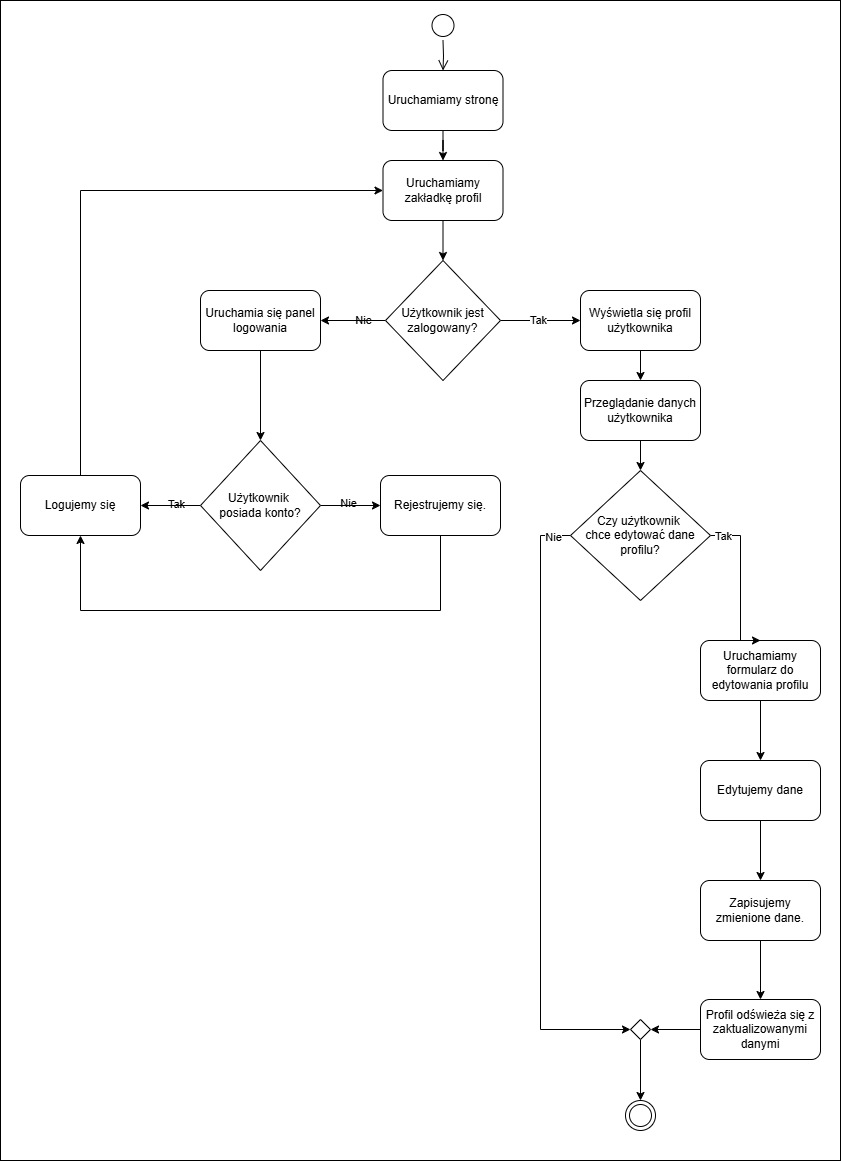 Uruchamiamy stronę
Uruchamiamy
zakładkę profil
Uruchamia się panel
logowania
Nie
Użytkownik jest
zalogowany?
Tak
Wyświetla się profil
użytkownika
Przeglądanie danych
użytkownika
Logujemy się
Tak
Użytkownik
posiada konto?
Nie
Rejestrujemy się.
Nie
Czy użytkownik
chce edytować dane
profilu?
Tak
Uruchamiamy
formularz do
edytowania profilu
Edytujemy dane
Zapisujemy
zmienione dane.
Profil odświeża się z
zaktualizowanymi
danymi